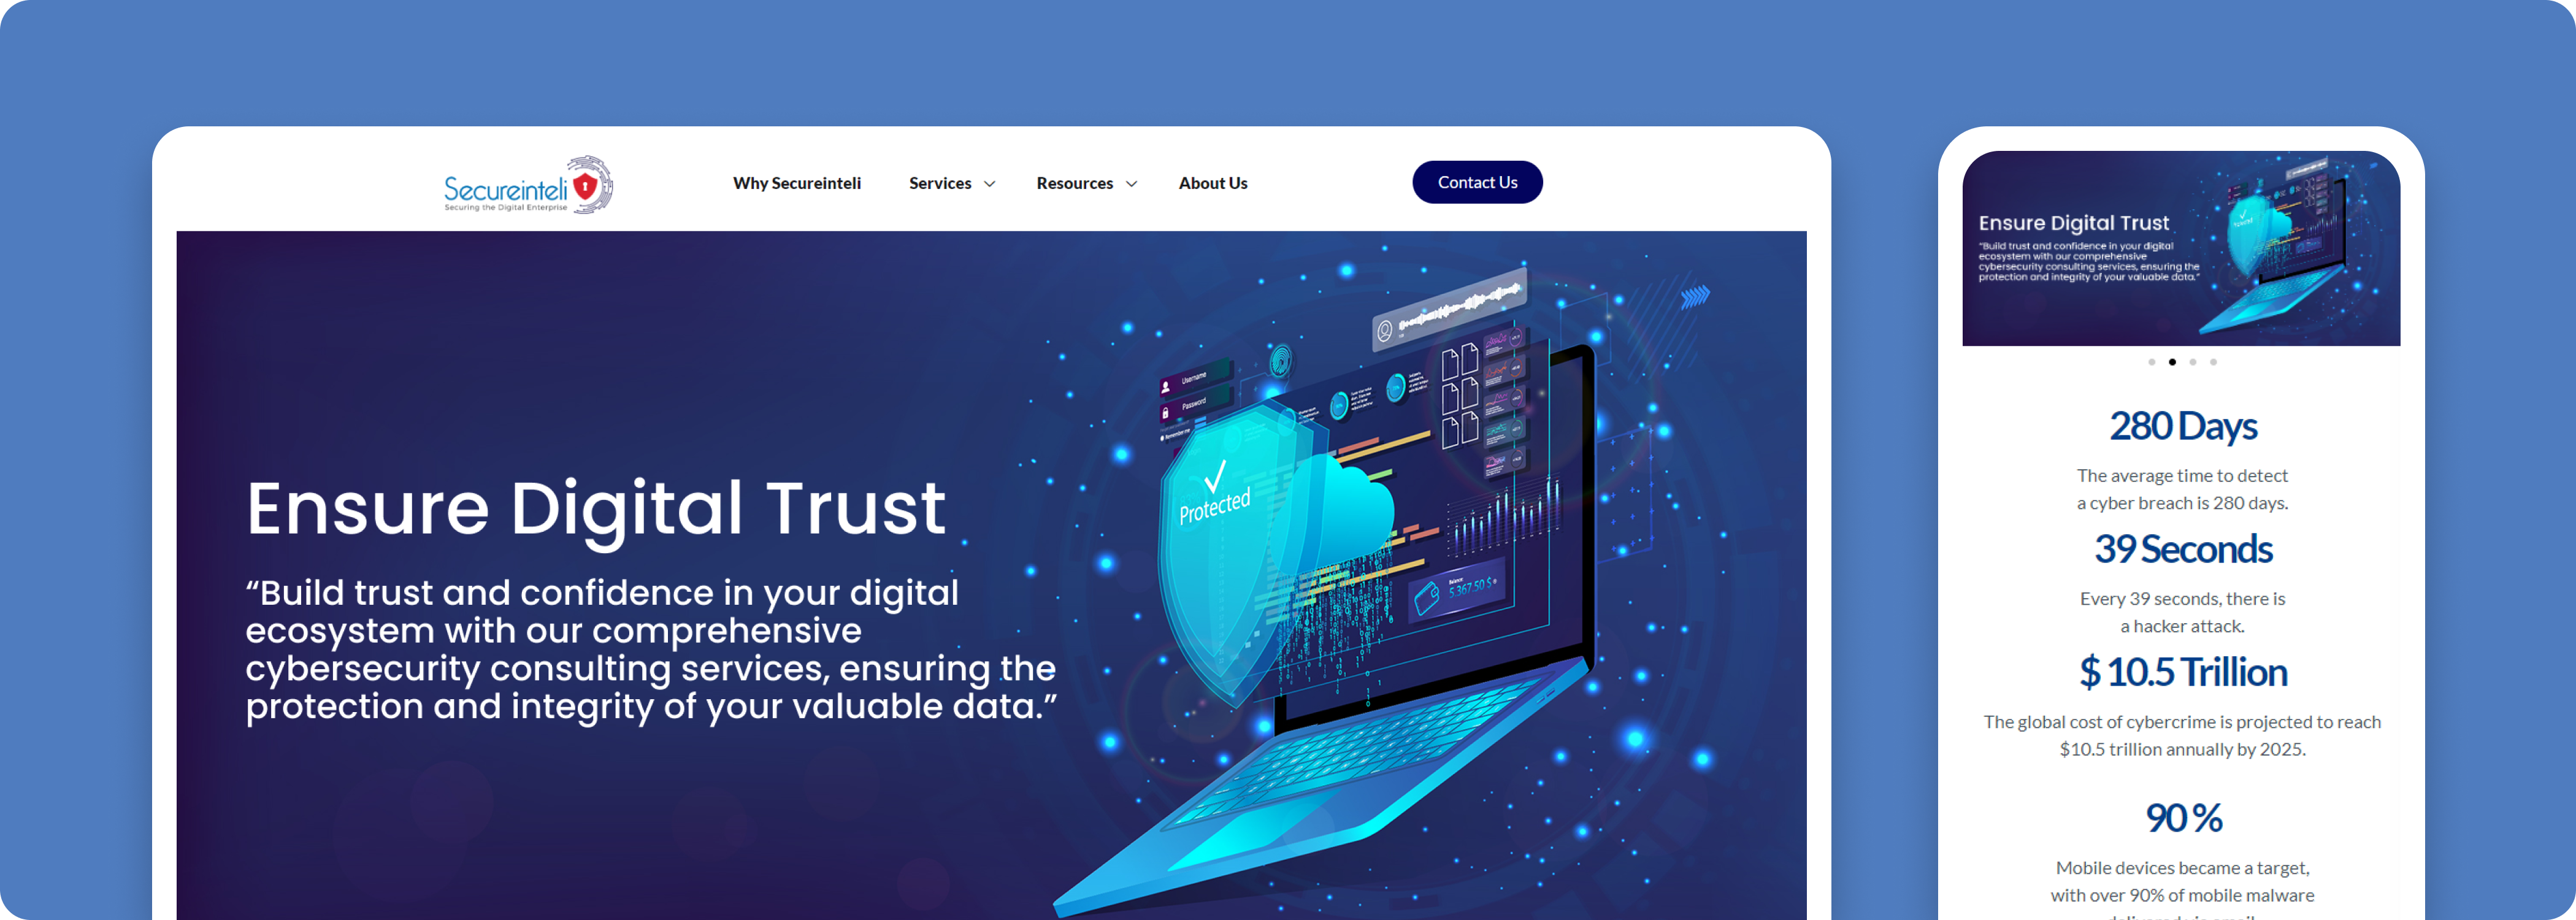 Secureinteli
Securing the Digital Enterprise
Why Secureinteli
Services
Resources
About Us
Contact Us
Ensure Digital Trust
“Build trust and confidence in your digital
ecosystem with our comprehensive
cybersecurity consulting services, ensuring the
protection and integrity of your valuable data.”
Username
Password
Remember me
Protected
Balance:
5 367.50 $
Ensure Digital Trust
“Build trust and confidence in your digital
ecosystem with our comprehensive
cybersecurity consulting services, ensuring the
protection and integrity of your valuable data.”
280 Days
The average time to detect
a cyber breach is 280 days.
39 Seconds
Every 39 seconds, there is
a hacker attack.
$ 10.5 Trillion
The global cost of cybercrime is projected to reach
$10.5 trillion annually by 2025.
90 %
Mobile devices became a target,
with over 90% of mobile malware